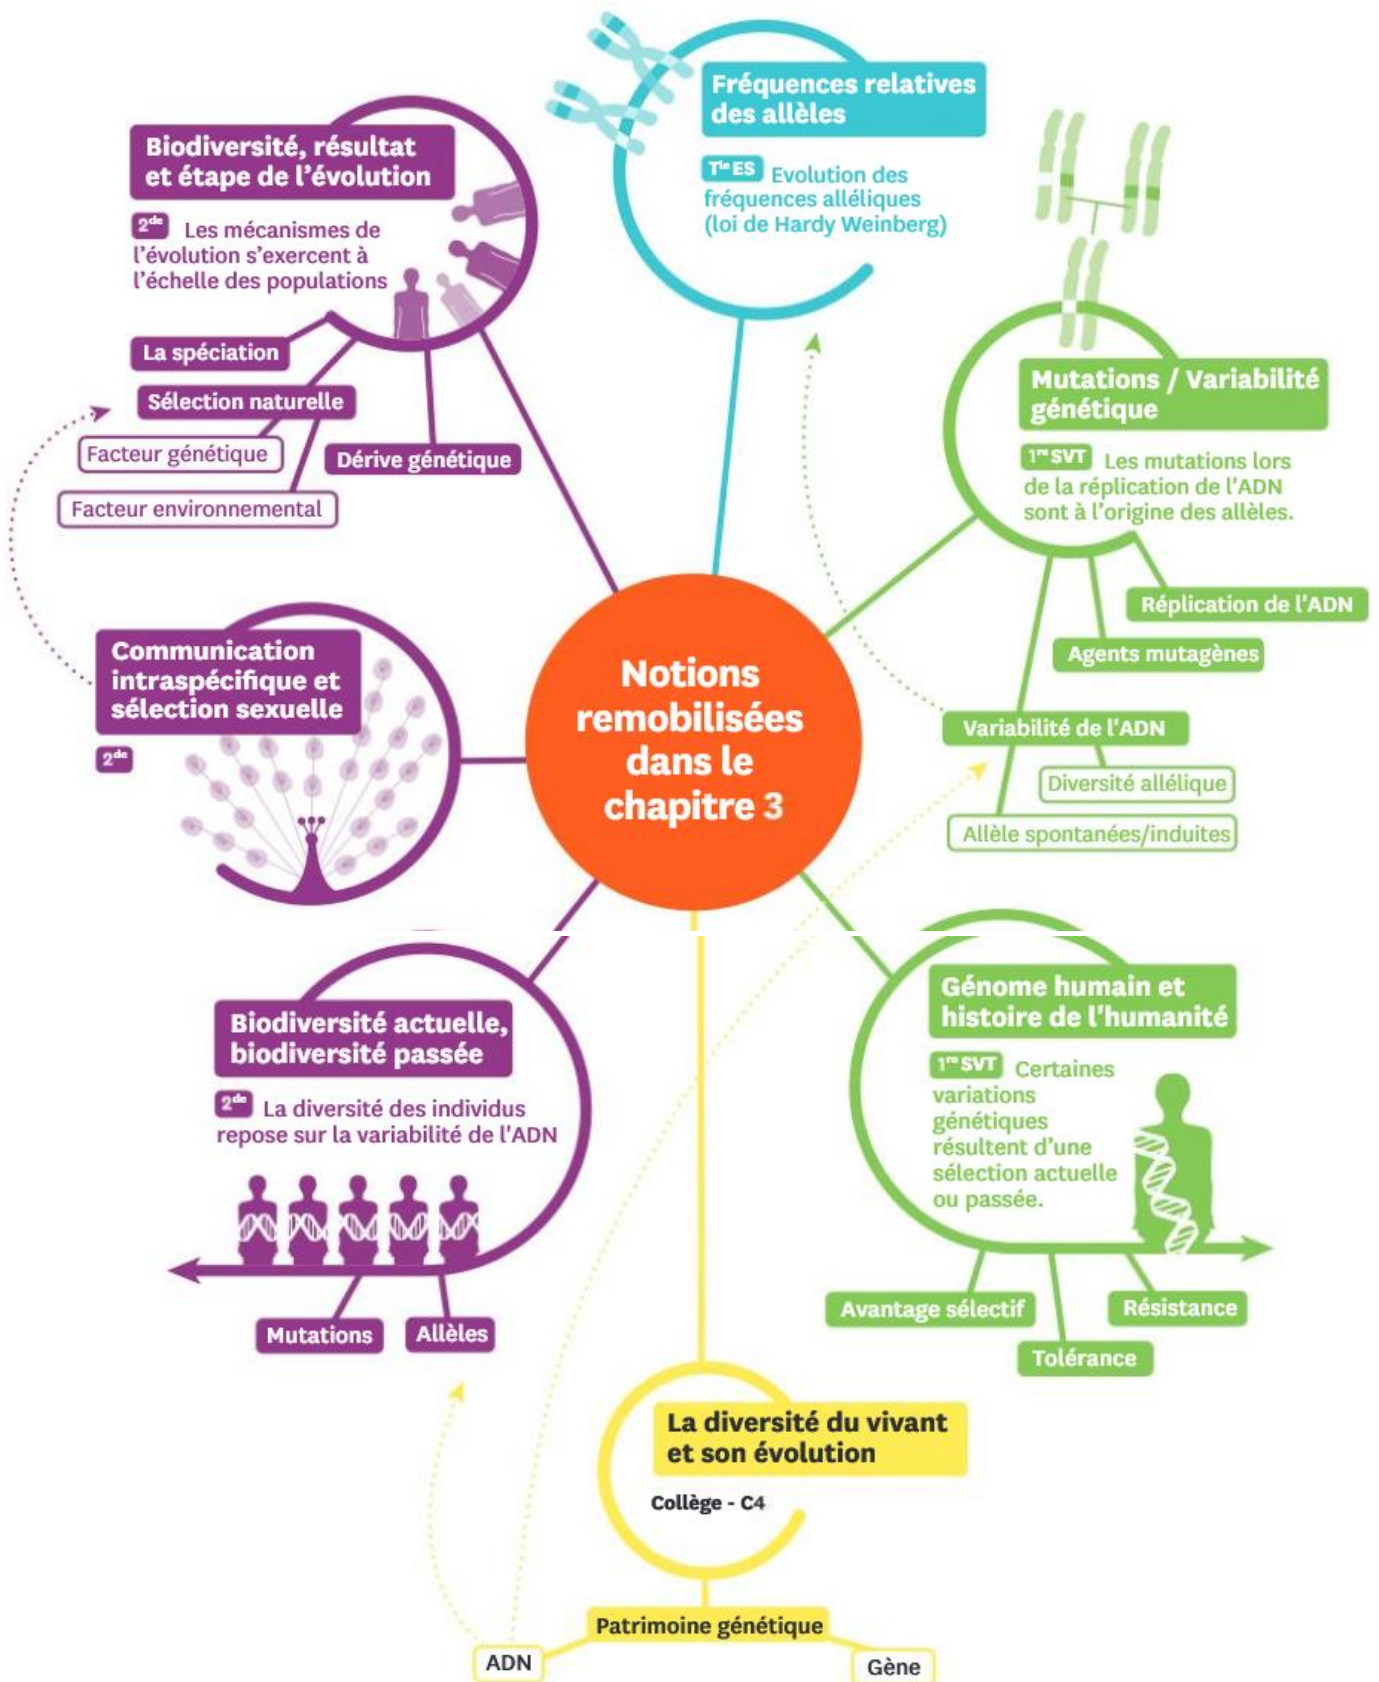 Fréquences relatives
des allèles
Tle ES Evolution des
fréquences alléliques
(loi de Hardy Weinberg)
Biodiversité, résultat
et étape de l'évolution
2de Les mécanismes de
l'évolution s'exercent à
l'échelle des populations
La spéciation
Sélection naturelle
Facteur génétique
Dérive génétique
Facteur environnemental
Mutations / Variabilité
génétique
1re SVT Les mutations lors
de la réplication de l'ADN
sont à l'origine des allèles.
Réplication de l'ADN
Agents mutagènes
Variabilité de l'ADN
Diversité allélique
Allèle spontanées/induites
Communication
intraspécifique et
sélection sexuelle
2de
Notions
remobilisées
dans le
chapitre 3
Biodiversité actuelle,
biodiversité passée
2de La diversité des individus
repose sur la variabilité de l'ADN
Mutations
Allèles
Génome humain et
histoire de l'humanité
1re SVT Certaines
variations
génétiques
résultent d'une
sélection actuelle
ou passée.
Avantage sélectif
Résistance
Tolérance
La diversité du vivant
et son évolution
Collège - C4
Patrimoine génétique
ADN
Gène